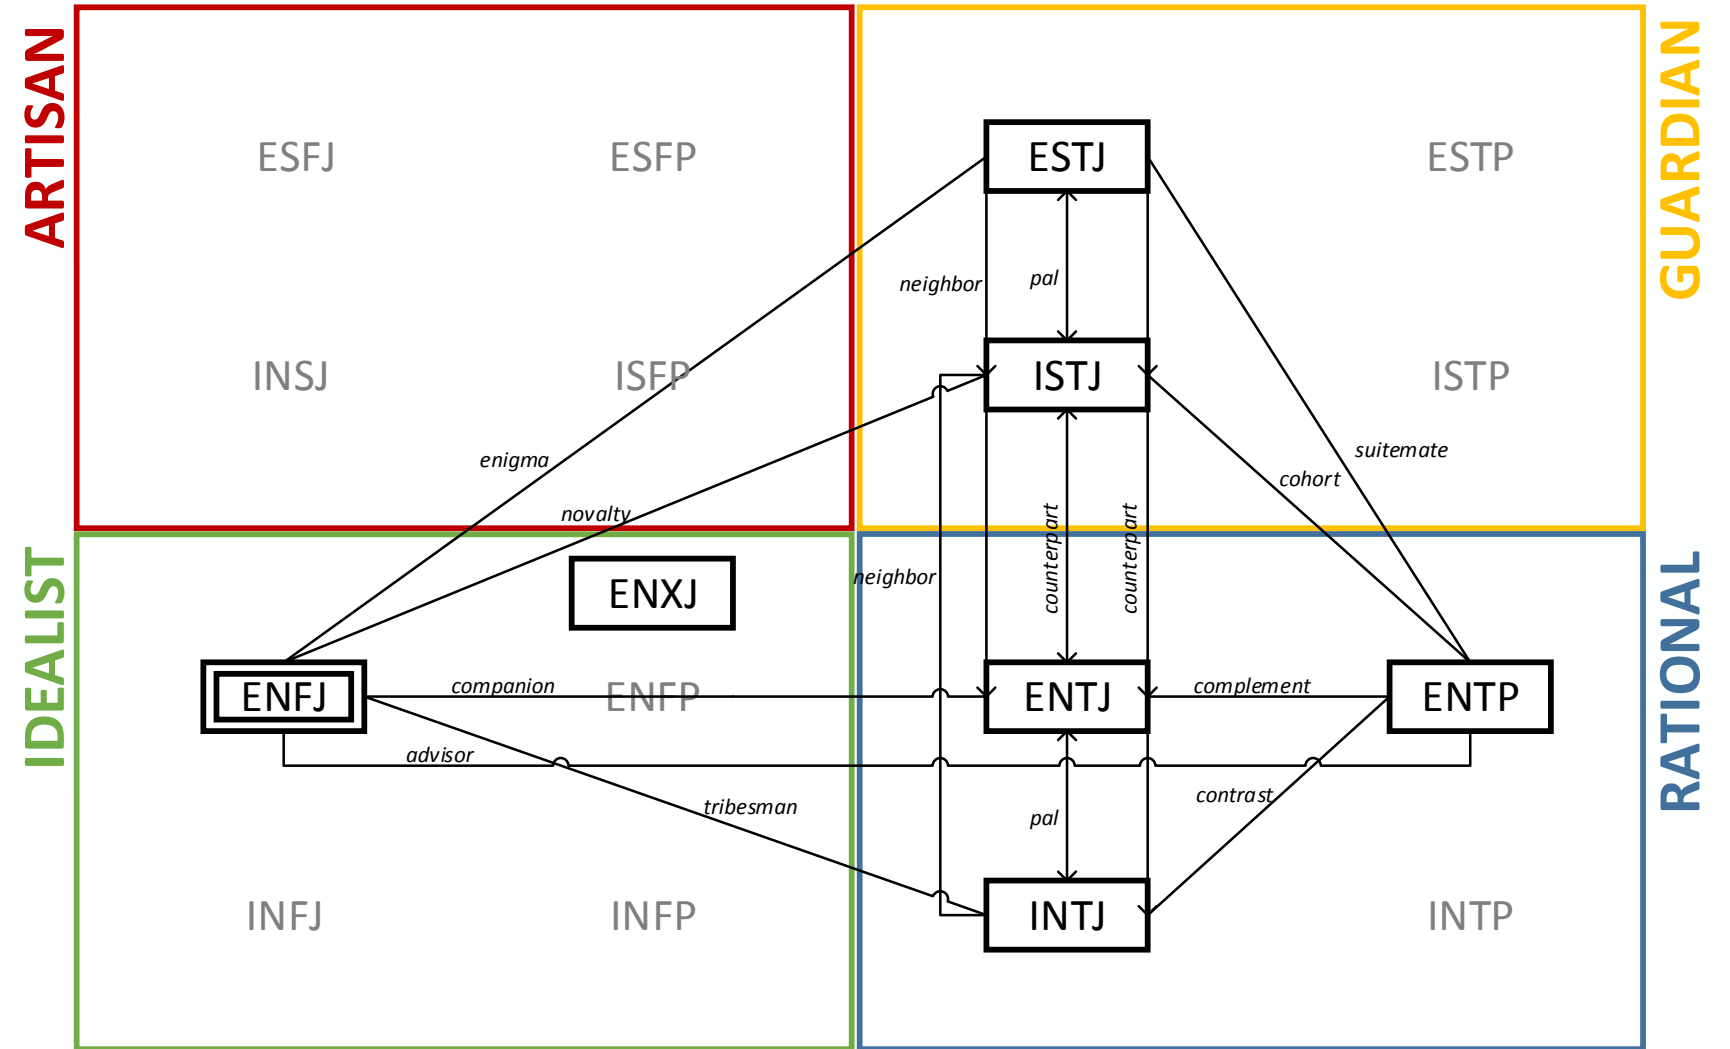 ARTISAN
GUARDIAN
ESFJ
ESFP
ESTJ
ESTP
neighbor
pal
INSJ
ISFP
ISTJ
ISTP
enigma
suitemate
cohort
novalty
counterpart
counterpart
neighbor
IDEALIST
RATIONAL
ENXJ
ENFJ
companion
ENFP
ENTJ
complement
ENTP
advisor
tribesman
contrast
pal
INFJ
INFP
INTJ
INTP